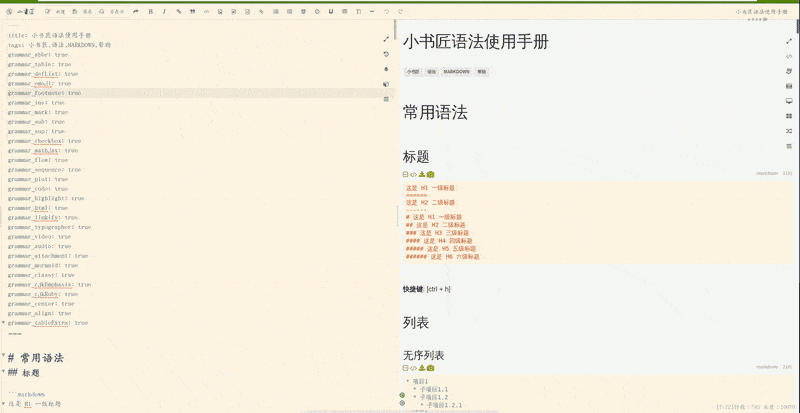 小书匠语法使用手册
title: 小书匠语法使用手册
tags: 小书匠,语法,MARKDOWN,帮助
grammar_abbr: true
grammar_table: true
grammar_deflist: true
grammar_emoji: true
grammar_footnote: true
grammar_ins: true
grammar_mark: true
grammar_sub: true
grammar_sup: true
grammar_checkbox: true
grammar_mathjax: true
grammar_flow: true
grammar_sequence: true
grammar_plot: true
grammar_code: true
grammar_highlight: true
grammar_html: true
grammar_linkify: true
grammar_typographer: true
grammar_video: true
grammar_audio: true
grammar_attachment: true
grammar_mermaid: true
grammar_classy: true
grammar_cjkEmphasis: true
grammar_cjkRuby: true
grammar_center: true
grammar_align: true
grammar_tableExtra: true
====
# 常用语法
## 标题
```markdown
这是 H1 一级标题
小书匠语法使用手册
小书匠 语法 MARKDOWN 帮助
常用语法
标题
markdown
这是 H1 一级标题
======
这是 H2 二级标题
------
# 这是 H1 一级标题
## 这是 H2 二级标题
### 这是 H3 三级标题
#### 这是 H4 四级标题
##### 这是 H5 五级标题
###### 这是 H6 六级标题
快捷键: [ctrl + h]
列表
无序列表
markdown
* 项目1
* 子项目1.1
* 子项目1.2
* 子项目1.2.1